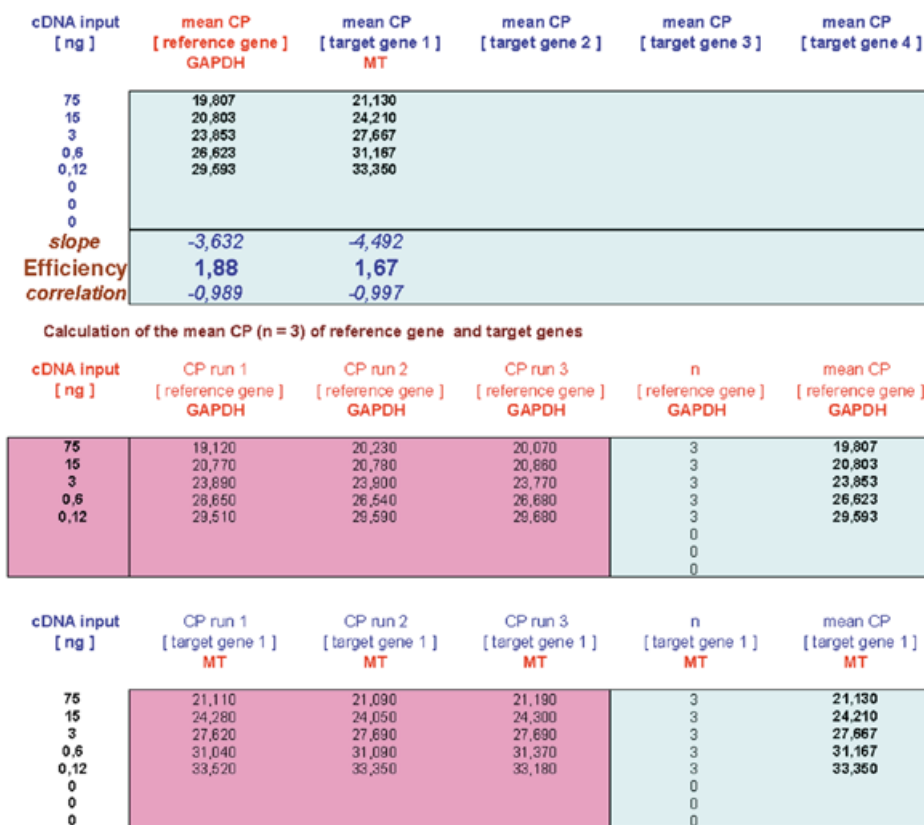 cDNA input mean CP mean CP mean CP mean CP mean CP
[ ng ] [ reference gene ] [ target gene 1 ] [ target gene 2 ] [ target gene 3 ] [ target gene 4 ]
GAPDH MT
75 19,807 21,130
15 20,803 24,210
3 23,853 27,667
0,6 26,623 31,167
0,12 29,593 33,350
0
0
0
slope -3,632 -4,492
Efficiency 1,88 1,67
correlation -0,989 -0,997
Calculation of the mean CP (n = 3) of reference gene and target genes
cDNA input CP run 1 CP run 2 CP run 3 n mean CP
[ ng ] [ reference gene ] [ reference gene ] [ reference gene ] [ reference gene ] [ reference gene ]
GAPDH GAPDH GAPDH GAPDH GAPDH
75 19,120 20,230 20,070 3 19,807
15 20,770 20,780 20,860 3 20,803
3 23,890 23,900 23,770 3 23,853
0,6 26,650 26,540 26,680 3 26,623
0,12 29,510 29,590 29,680 3 29,593
0
0
0
cDNA input CP run 1 CP run 2 CP run 3 n mean CP
[ ng ] [ target gene 1 ] [ target gene 1 ] [ target gene 1 ] [ target gene 1 ] [ target gene 1 ]
MT MT MT MT MT
75 21,110 21,090 21,190 3 21,130
15 24,280 24,050 24,300 3 24,210
3 27,620 27,690 27,690 3 27,667
0,6 31,040 31,090 31,370 3 31,167
0,12 33,520 33,350 33,180 3 33,350
0 0
0 0
0 0